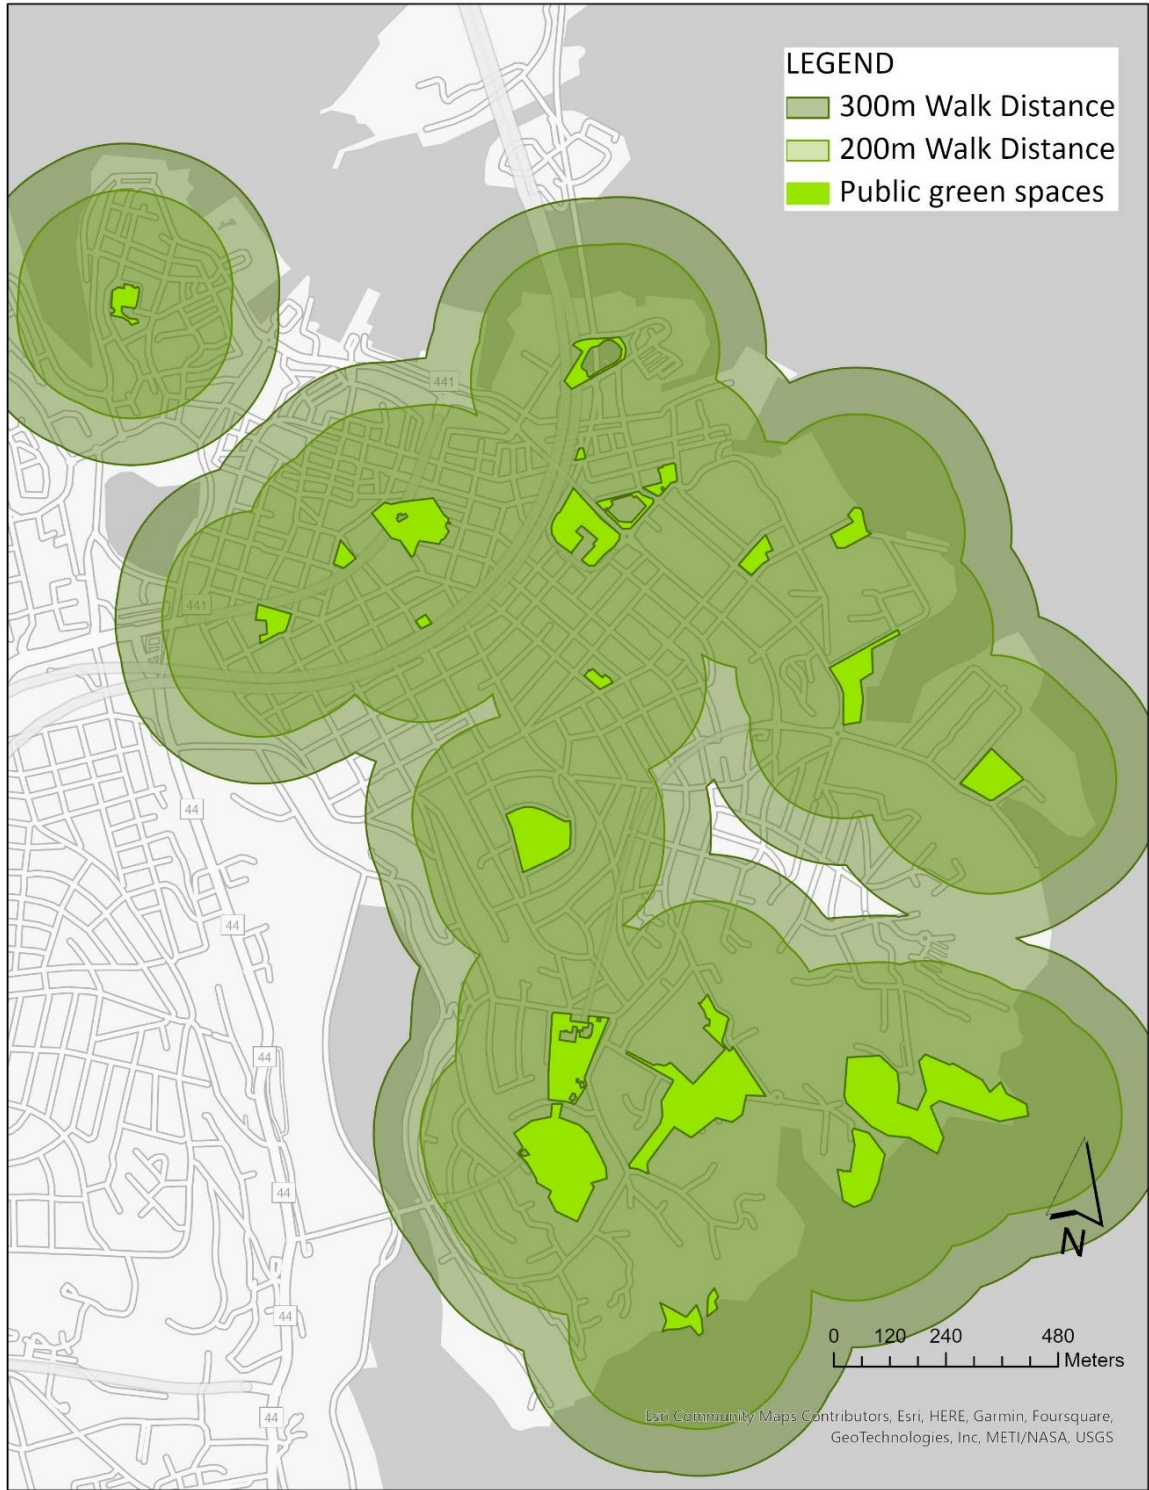 LEGEND
300m Walk Distance
200m Walk Distance
Public green spaces
441
441
44
44
44
44
44
44
N
0 120 240 480
Meters
Esri Community Maps Contributors, Esri, HERE, Garmin, Foursquare,
GeoTechnologies, Inc, METI/NASA, USGS